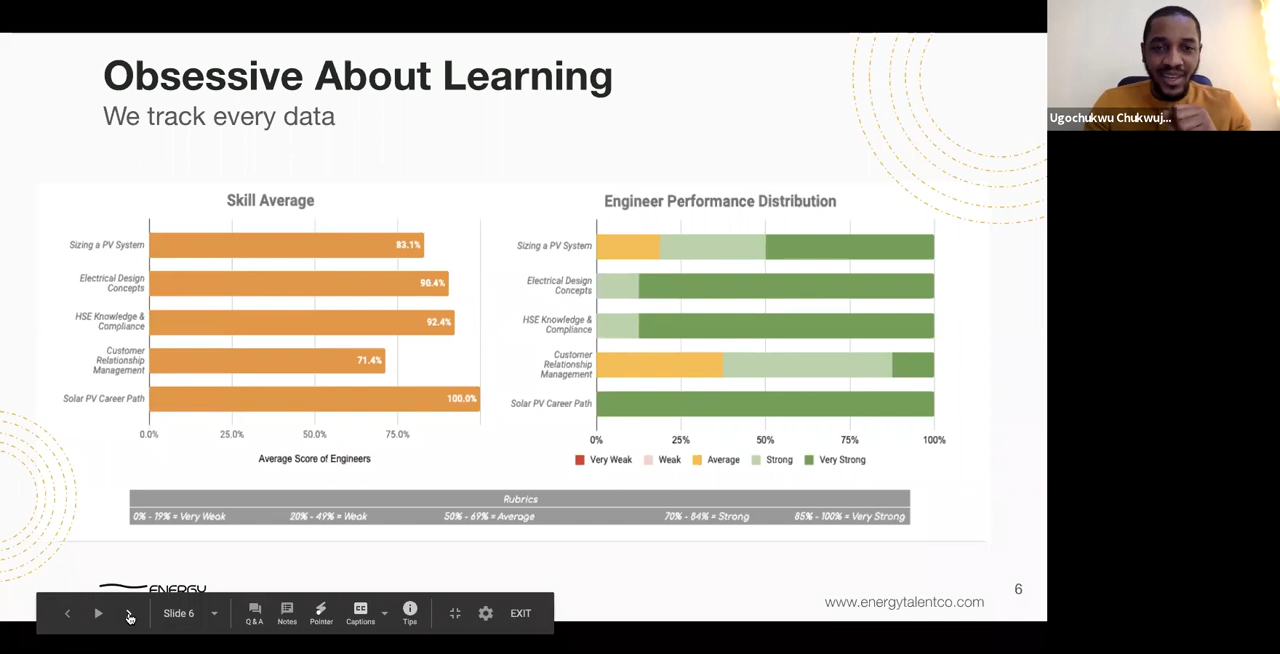 Obsessive About Learning
We track every data
Ugochukwu Chukwuj...
Skill Average
Sizing a PV System
83.1%
Electrical Design
Concepts
90.4%
HSE Knowledge &
Compliance
92.4%
Customer
Relationship
Management
71.4%
Solar PV Career Path
100.0%
0.0% 25.0% 50.0% 75.0%
Average Score of Engineers
Engineer Performance Distribution
Sizing a PV System
Electrical Design
Concepts
HSE Knowledge &
Compliance
Customer
Relationship
Management
Solar PV Career Path
0% 25% 50% 75% 100%
Very Weak Weak Average Strong Very Strong
Rubrics
0% - 19% = Very Weak 20% - 49% = Weak 50% - 69% = Average 70% - 84% = Strong 85% - 100% = Very Strong
ENERGY
www.energytalentco.com
6
Slide 6
Q & A Notes Pointer CC Captions Tips EXIT